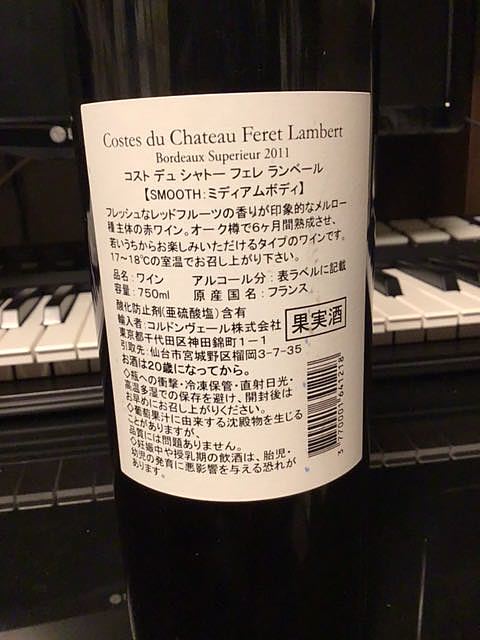 Costes du Chateau Feret Lambert
Bordeaux Superieur 2011
コスト デュ シャトー フェレ ランベール
【SMOOTH:ミディアムボディ】
フレッシュなレッドフルーツの香りが印象的なメルロー
種主体の赤ワイン。オーク樽で6ヶ月間熟成させ、
若いうちからお楽しみいただけるタイプのワインです。
17~18℃の室温でお召し上がり下さい。
品名:ワイン アルコール分:表ラベルに記載
容量:750ml 原産国名:フランス
酸化防止剤(亜硫酸塩)含有
輸入者:コルドンヴェール株式会社
東京都千代田区神田錦町1-1
引取先:仙台市宮城野区榴岡3-7-35
果実酒
お酒は20歳になってから。
◇瓶への衝撃・冷凍保管・直射日光・
高温多湿での保存を避け、開封後は
お早めにお召し上がりください。
◇葡萄果汁に由来する沈殿物を生じる
ことがありますが、
品質には問題ありません。
◇妊娠中や授乳期の飲酒は、胎児・
幼児の発育に悪影響を与える恐れが
あります。
3770001641218